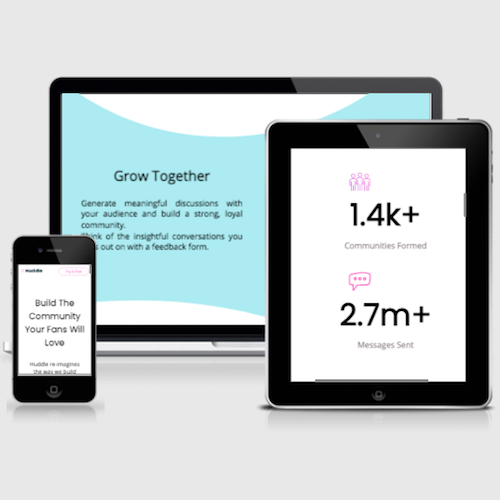 Grow Together
Generate meaningful discussions with
your audience and build a strong, loyal
community.
of the insightful conversations you
out on with a feedback form.
1.4k+
Communities Formed
2.7m+
Messages Sent
Huddle
Try It Free
Build The
Community
Your Fans Will
Love
Huddle re-imagines
the way we build